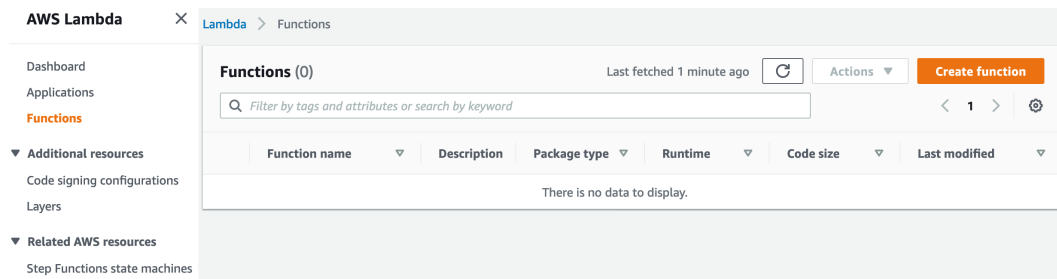 AWS Lambda
Dashboard
Applications
Functions
Additional resources
Code signing configurations
Layers
Related AWS resources
Step Functions state machines
Lambda Functions
Functions (0) Last fetched 1 minute ago Actions Create function
Filter by tags and attributes or search by keyword 1
Function name Description Package type Runtime Code size Last modified
There is no data to display.